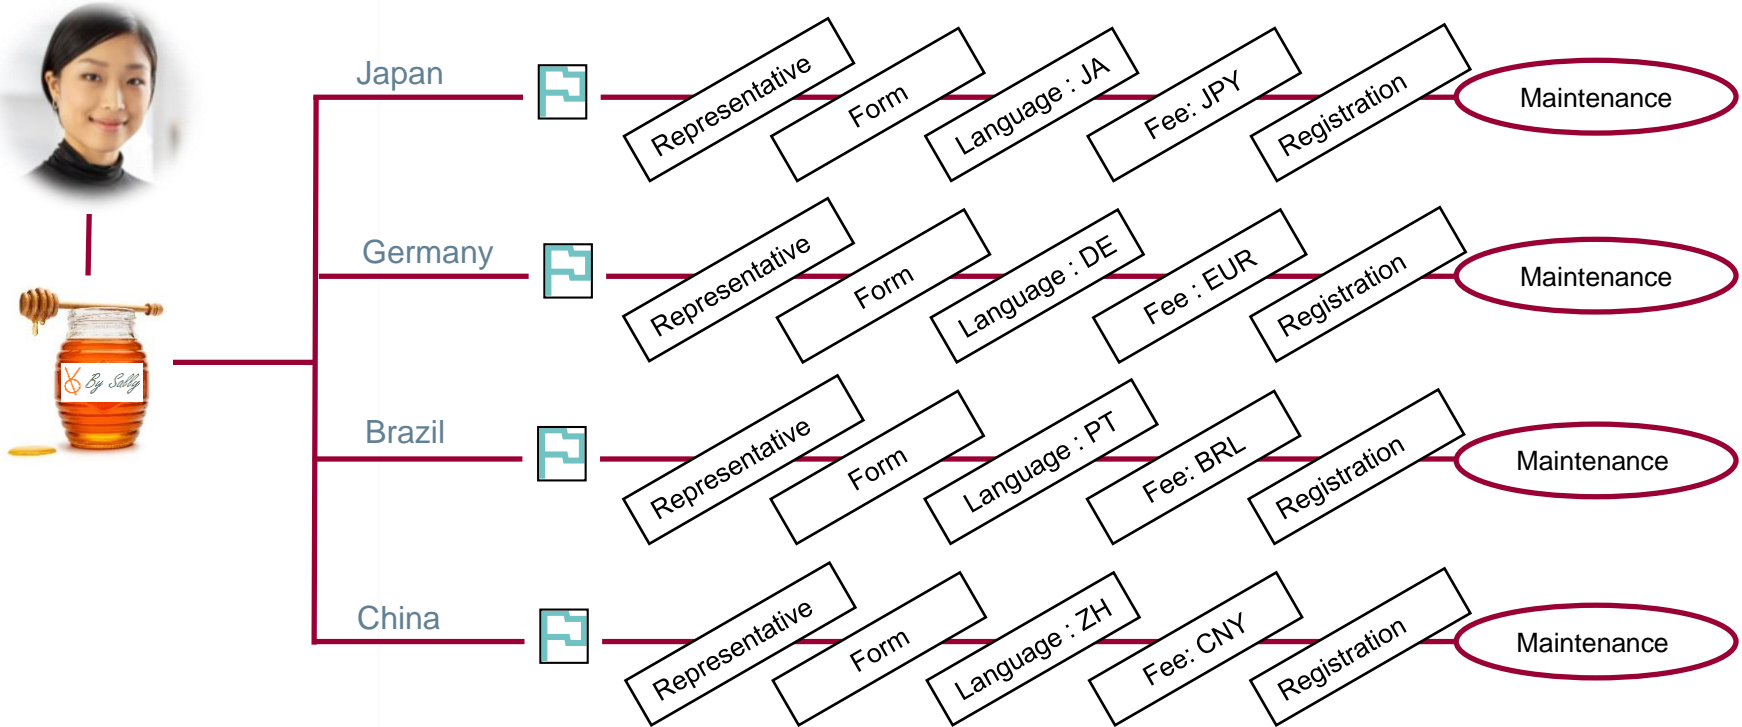 Japan
Representative
Form
Language : JA
Fee: JPY
Registration
Maintenance
Germany
Representative
Form
Language : DE
Fee : EUR
Registration
Maintenance
By Sally
Brazil
Representative
Form
Language : PT
Fee: BRL
Registration
Maintenance
China
Representative
Form
Language : ZH
Fee: CNY
Registration
Maintenance